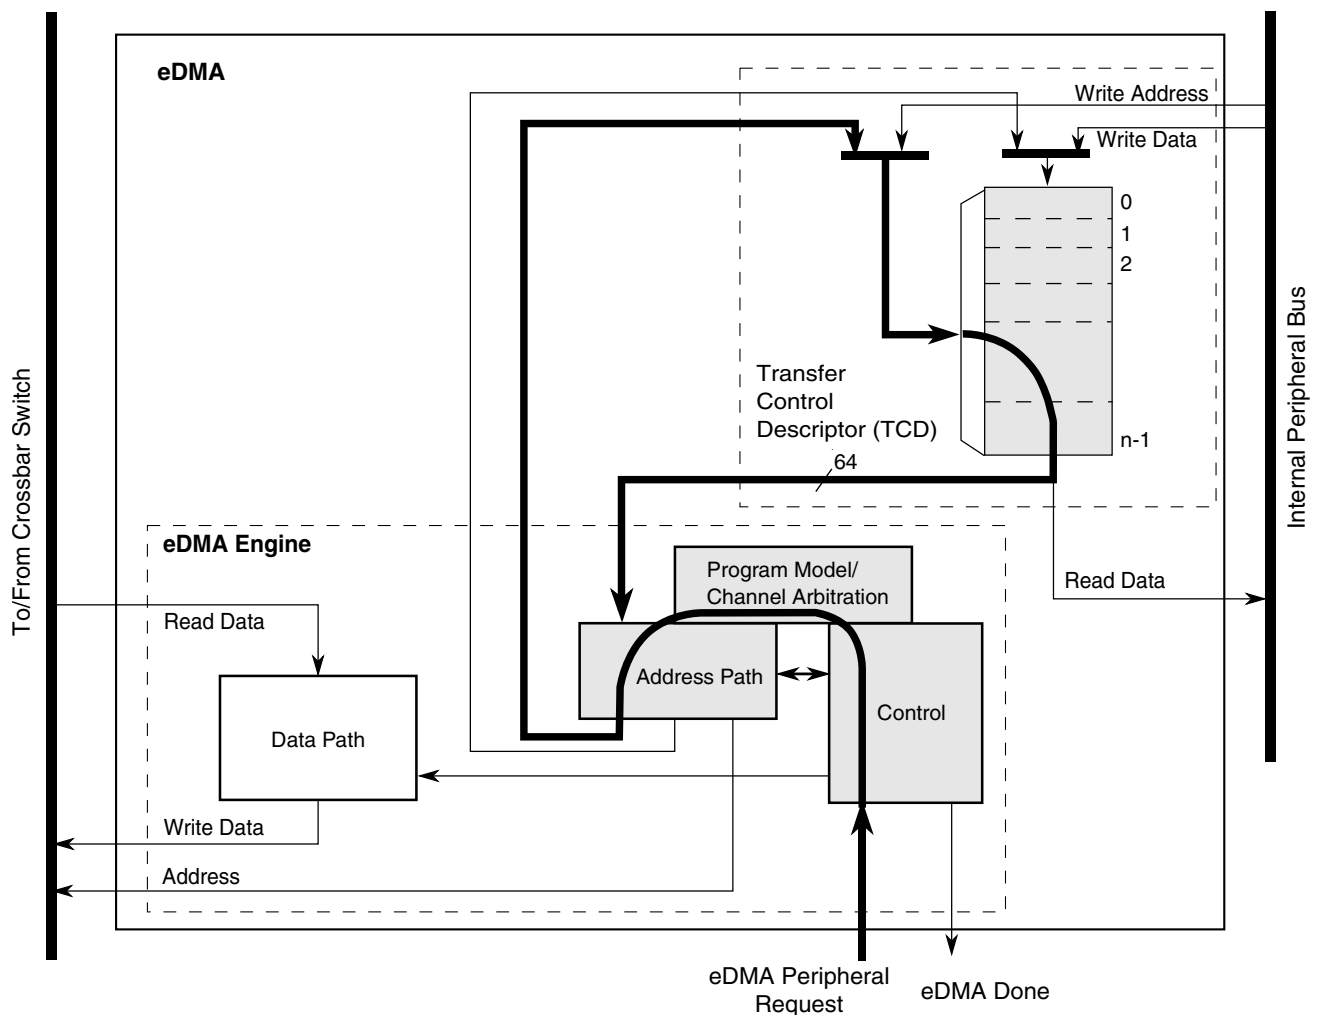 eDMA
Write Address
Write Data
0
1
2
n-1
Transfer
Control
Descriptor (TCD)
64
To/From Crossbar Switch
Internal Peripheral Bus
eDMA Engine
Program Model/
Channel Arbitration
Read Data
Read Data
Address Path
Control
Data Path
Write Data
Address
eDMA Peripheral
Request
eDMA Done